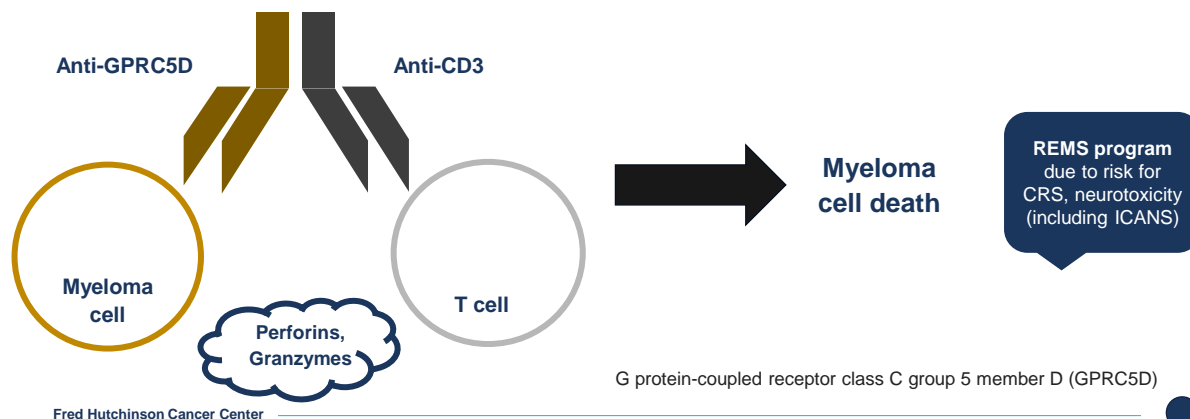 Anti-GPRC5D
Anti-CD3
Myeloma
cell
T cell
Perforins,
Granzymes
Myeloma
cell death
REMS program
due to risk for
CRS, neurotoxicity
(including ICANS)
G protein-coupled receptor class C group 5 member D (GPRC5D)
Fred Hutchinson Cancer Center